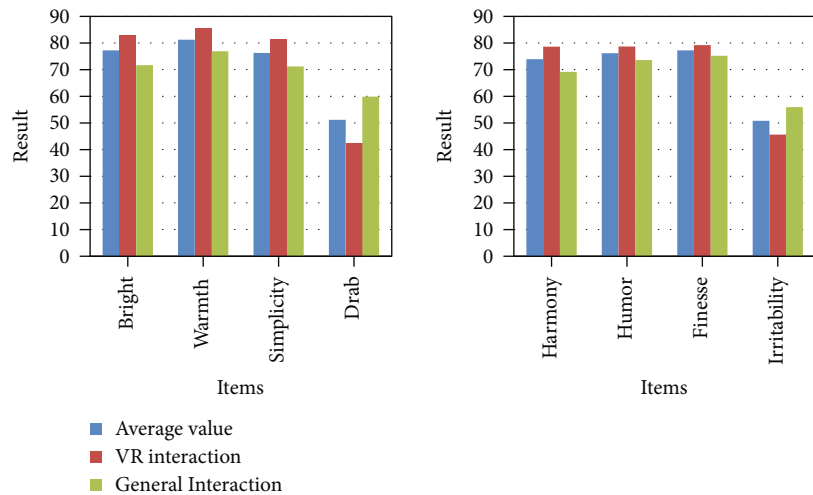 90
80
70
60
50
40
30
20
10
0
Result
Bright
Warmth
Simplicity
Drab
Items
90
80
70
60
50
40
30
20
10
0
Result
Harmony
Humor
Finesse
Irritability
Items
Average value
VR interaction
General Interaction